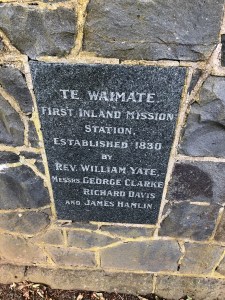 TE WAIMATE
FIRST INLAND MISSION
STATION,
ESTABLISHED 1830
BY
REV. WILLIAM YATE,
MESSRS GEORGE CLARKE
RICHARD DAVIS
AND JAMES HAMLIN